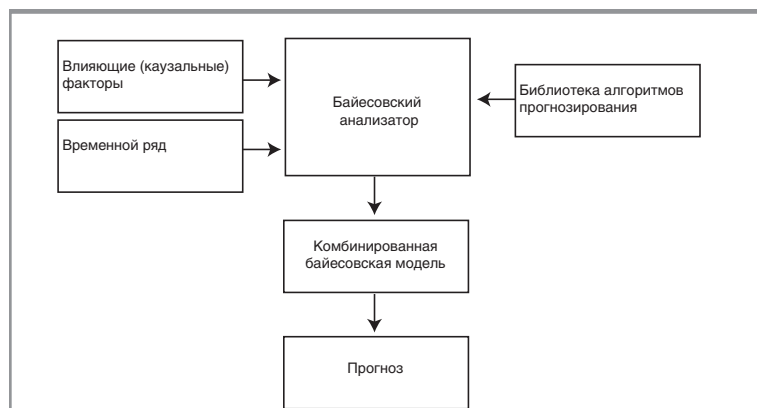 Влияющие (каузальные)
факторы
Временной ряд
Байесовский
анализатор
Библиотека алгоритмов
прогнозирования
Комбинированная
байесовская модель
Прогноз